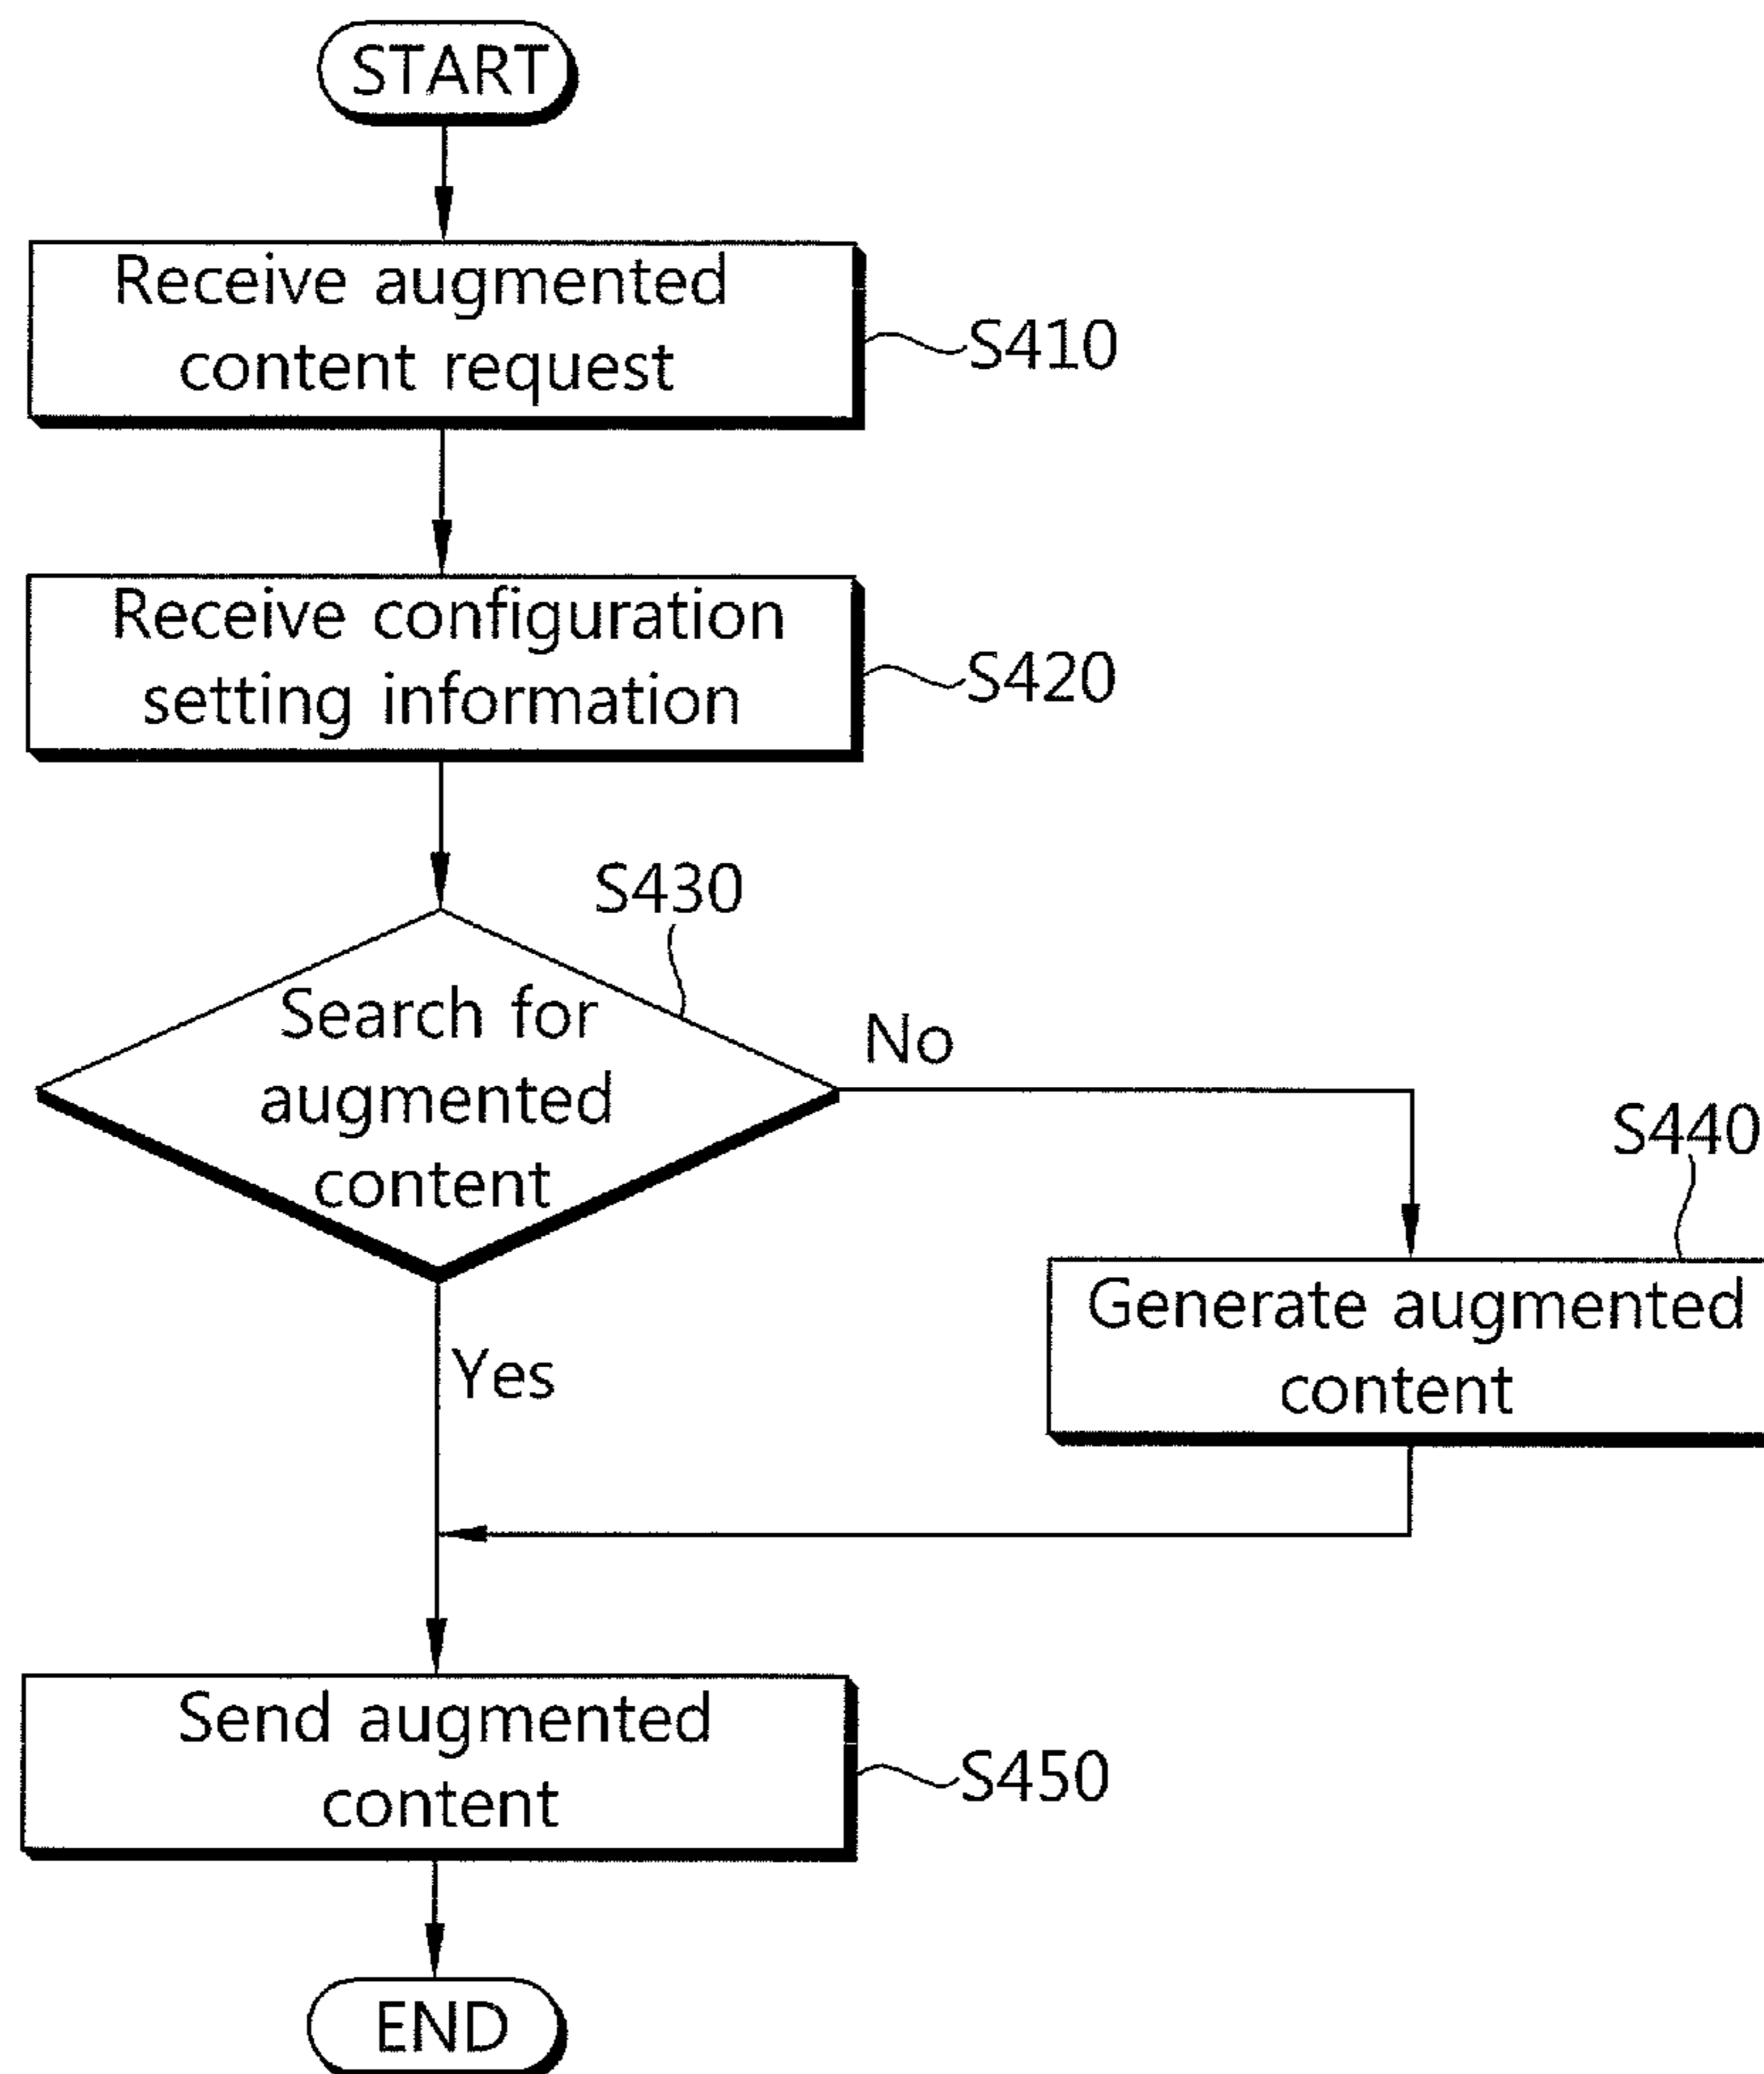 START
Receive augmented
content request
S410
Receive configuration
setting information
S420
S430
Search for
augmented
content
No
Yes
S440
Generate augmented
content
Send augmented
content
S450
END